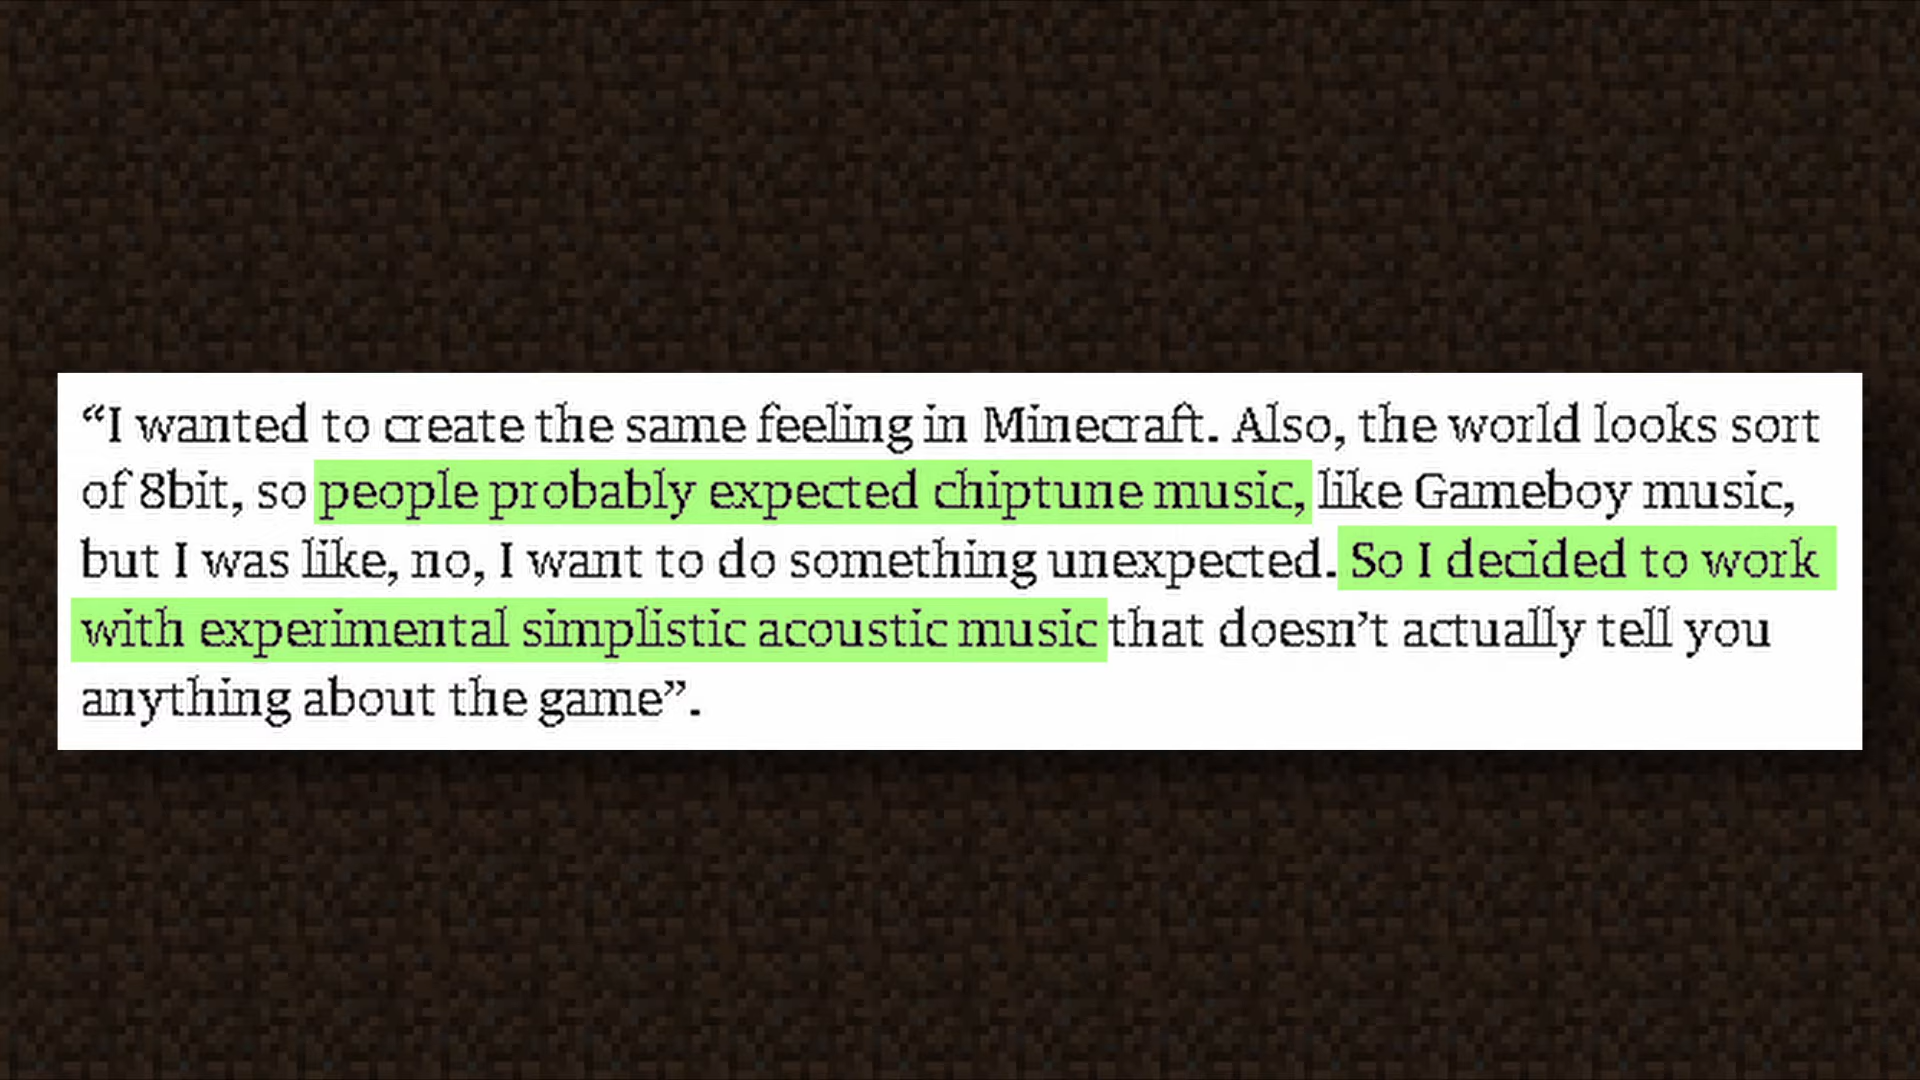 “I wanted to create the same feeling in Minecraft. Also, the world looks sort
of 8bit, so people probably expected chiptune music, like Gameboy music,
but I was like, no, I want to do something unexpected. So I decided to work
with experimental simplistic acoustic music that doesn’t actually tell you
anything about the game”.